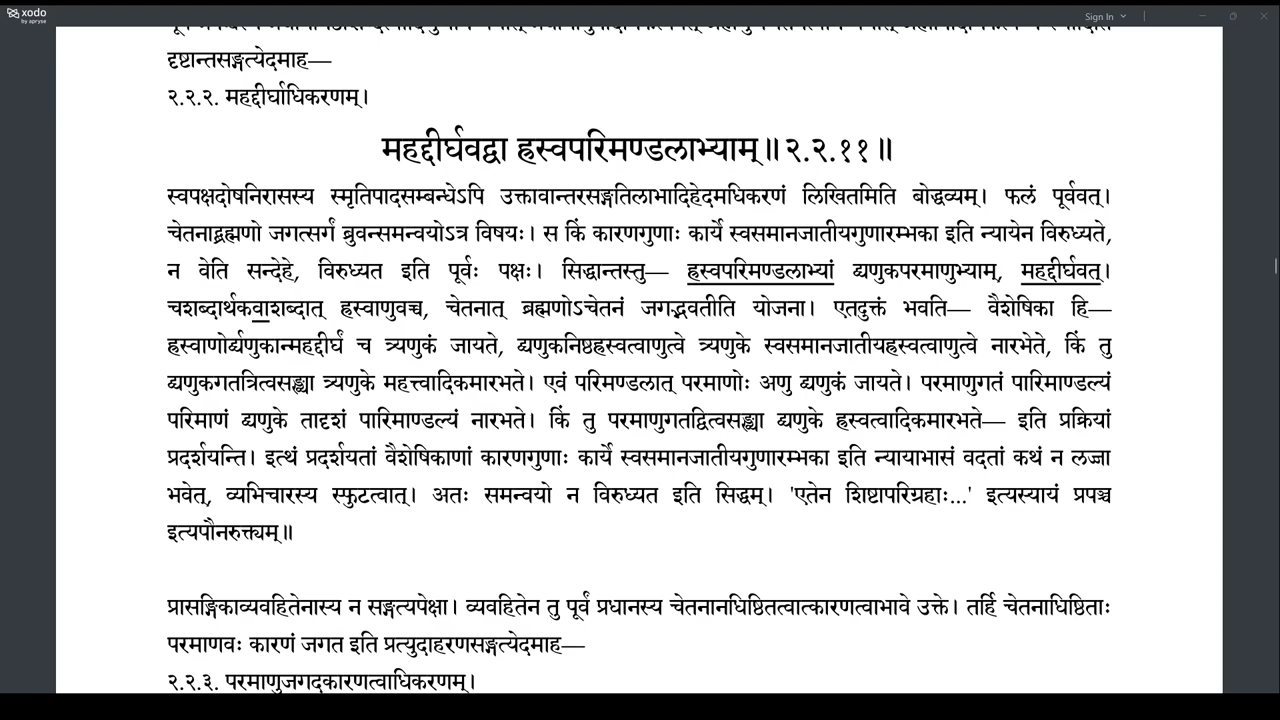 xodo
by apryse
Sign In
दृष्टान्तसङ्गत्येदमाह—
२.२.२. महद्दीर्घाधिकरणम्।
महद्दीर्घवद्वा ह्रस्वपरिमण्डलाभ्याम्॥२.२.११॥
स्वपक्षदोषनिरासस्य स्मृतिपादसम्बन्धेऽपि उक्तावान्तरसङ्गतिलाभादिहेदमधिकरणं लिखितमिति बोद्धव्यम्। फलं पूर्ववत्।
चेतनाद्ब्रह्मणो जगत्सर्गं ब्रुवन्समन्वयोऽत्र विषयः। स किं कारणगुणाः कार्ये स्वसमानजातीयगुणारम्भका इति न्यायेन विरुध्यते,
न वेति सन्देहे, विरुध्यत इति पूर्वः पक्षः। सिद्धान्तस्तु— ह्रस्वपरिमण्डलाभ्यां द्व्यणुकपरमाणुभ्याम्, महद्दीर्घवत्।
चशब्दार्थकवाशब्दात् ह्रस्वाणुवच्च, चेतनात् ब्रह्मणोऽचेतनं जगद्भवतीति योजना। एतदुक्तं भवति— वैशेषिका हि—
ह्रस्वाणोर्द्व्यणुकान्महद्दीर्घं च त्र्यणुकं जायते, द्व्यणुकनिष्ठह्रस्वत्वाणुत्वे त्र्यणुके स्वसमानजातीयह्रस्वत्वाणुत्वे नारभेते, किं तु
द्व्यणुकगतत्रित्वसङ्ख्या त्र्यणुके महत्त्वादिकमारभते। एवं परिमण्डलात् परमाणोः अणु द्व्यणुकं जायते। परमाणुगतं पारिमाण्डल्यं
परिमाणं द्व्यणुके तादृशं पारिमाण्डल्यं नारभते। किं तु परमाणुगतद्वित्वसङ्ख्या द्व्यणुके ह्रस्वत्वादिकमारभते— इति प्रक्रियां
प्रदर्शयन्ति। इत्थं प्रदर्शयतां वैशेषिकाणां कारणगुणाः कार्ये स्वसमानजातीयगुणारम्भका इति न्यायाभासं वदतां कथं न लज्जा
भवेत्, व्यभिचारस्य स्फुटत्वात्। अतः समन्वयो न विरुध्यत इति सिद्धम्। 'एतेन शिष्टापरिग्रहाः...' इत्यस्यायं प्रपञ्च
इत्यपौनरुक्त्यम्॥
प्रासङ्गिकाव्यवहितेनास्य न सङ्गत्यपेक्षा। व्यवहितेन तु पूर्वं प्रधानस्य चेतनानधिष्ठितत्वात्कारणत्वाभावे उक्ते। तर्हि चेतनाधिष्ठिताः
परमाणवः कारणं जगत इति प्रत्युदाहरणसङ्गत्येदमाह—
२.२.३. परमाणुजगदकारणत्वाधिकरणम्।